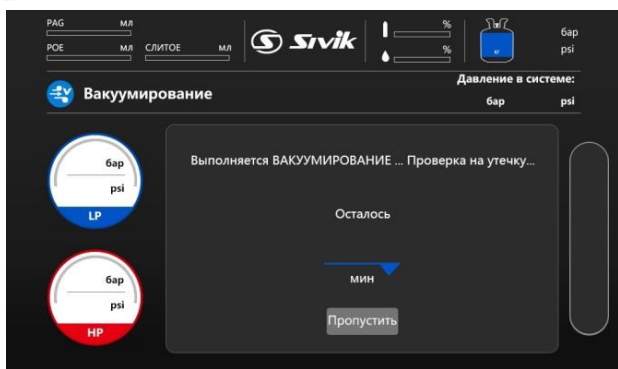 PAG мл
POE мл СЛИТОЕ мл
Sivik
%
%
кг
бар
psi
Давление в системе:
бар psi
Вакуумирование
бар
psi
LP
Выполняется ВАКУУМИРОВАНИЕ ... Проверка на утечку...
Осталось
мин
Пропустить
бар
psi
HP